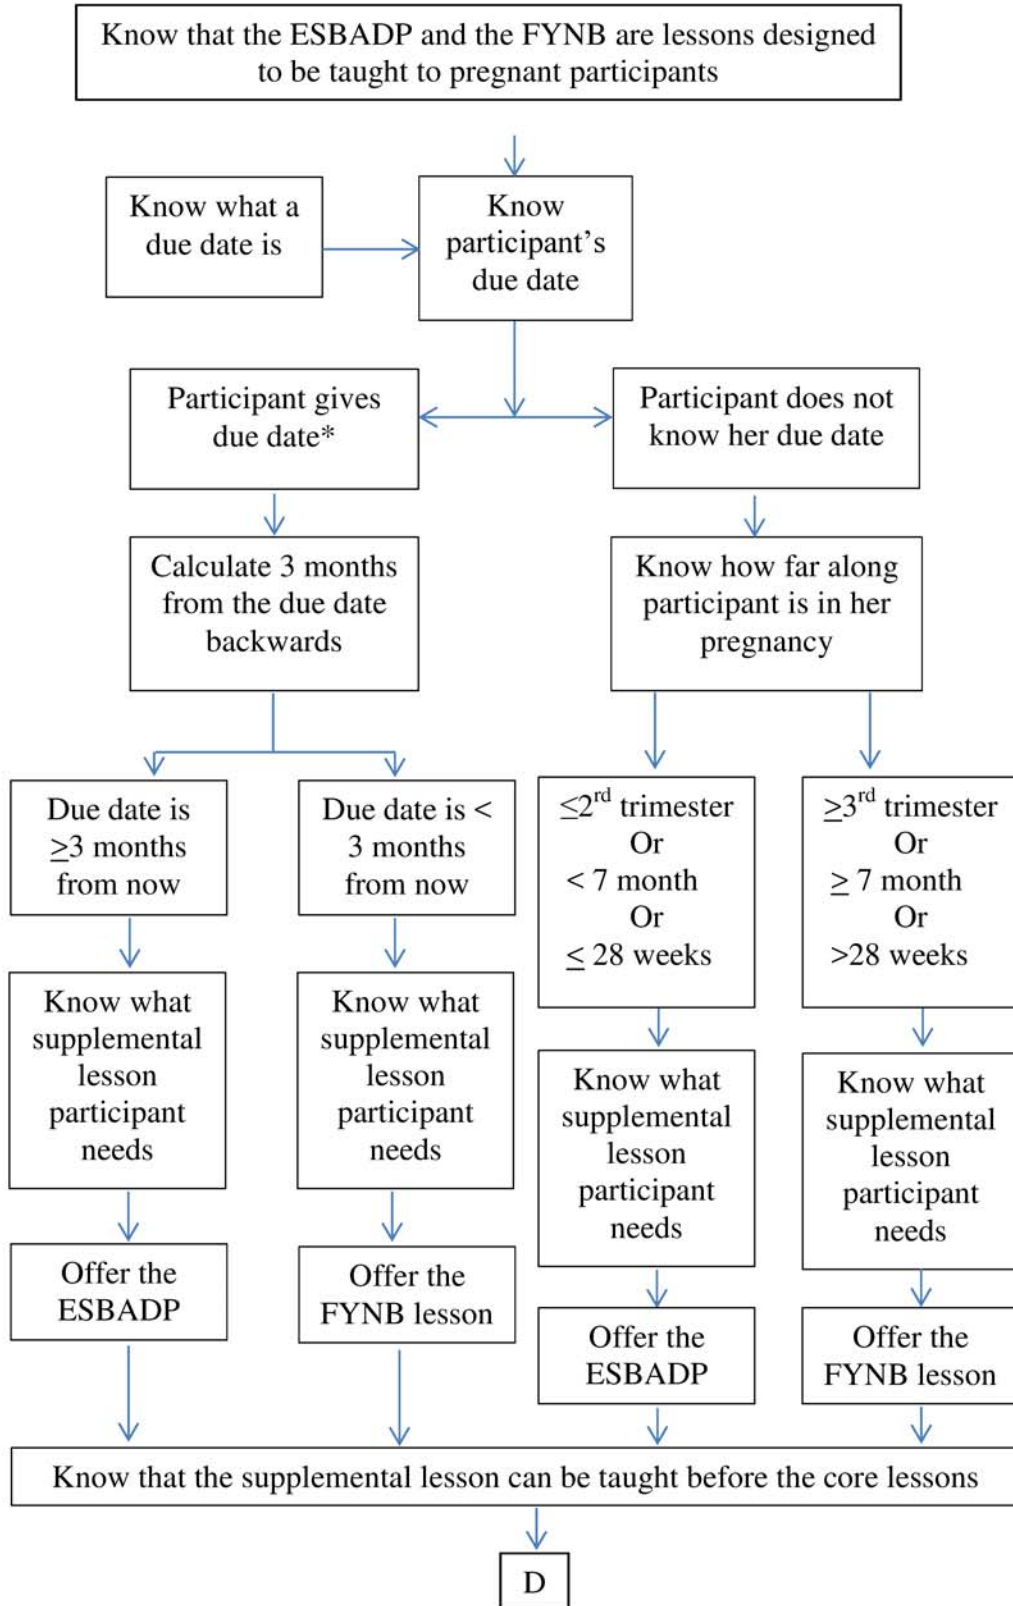 Know that the ESBADP and the FYNB are lessons designed
to be taught to pregnant participants
Know what a
due date is
Know
participant’s
due date
Participant gives
due date*
Participant does not
know her due date
Calculate 3 months
from the due date
backwards
Know how far along
participant is in her
pregnancy
Due date is
≥3 months
from now
Due date is <
3 months
from now
≤2rd trimester
Or
< 7 month
Or
≤ 28 weeks
≥3rd trimester
Or
≥ 7 month
Or
>28 weeks
Know what
supplemental
lesson
participant
needs
Know what
supplemental
lesson
participant
needs
Know what
supplemental
lesson
participant
needs
Know what
supplemental
lesson
participant
needs
Offer the
ESBADP
Offer the
FYNB lesson
Offer the
ESBADP
Offer the
FYNB lesson
Know that the supplemental lesson can be taught before the core lessons
D